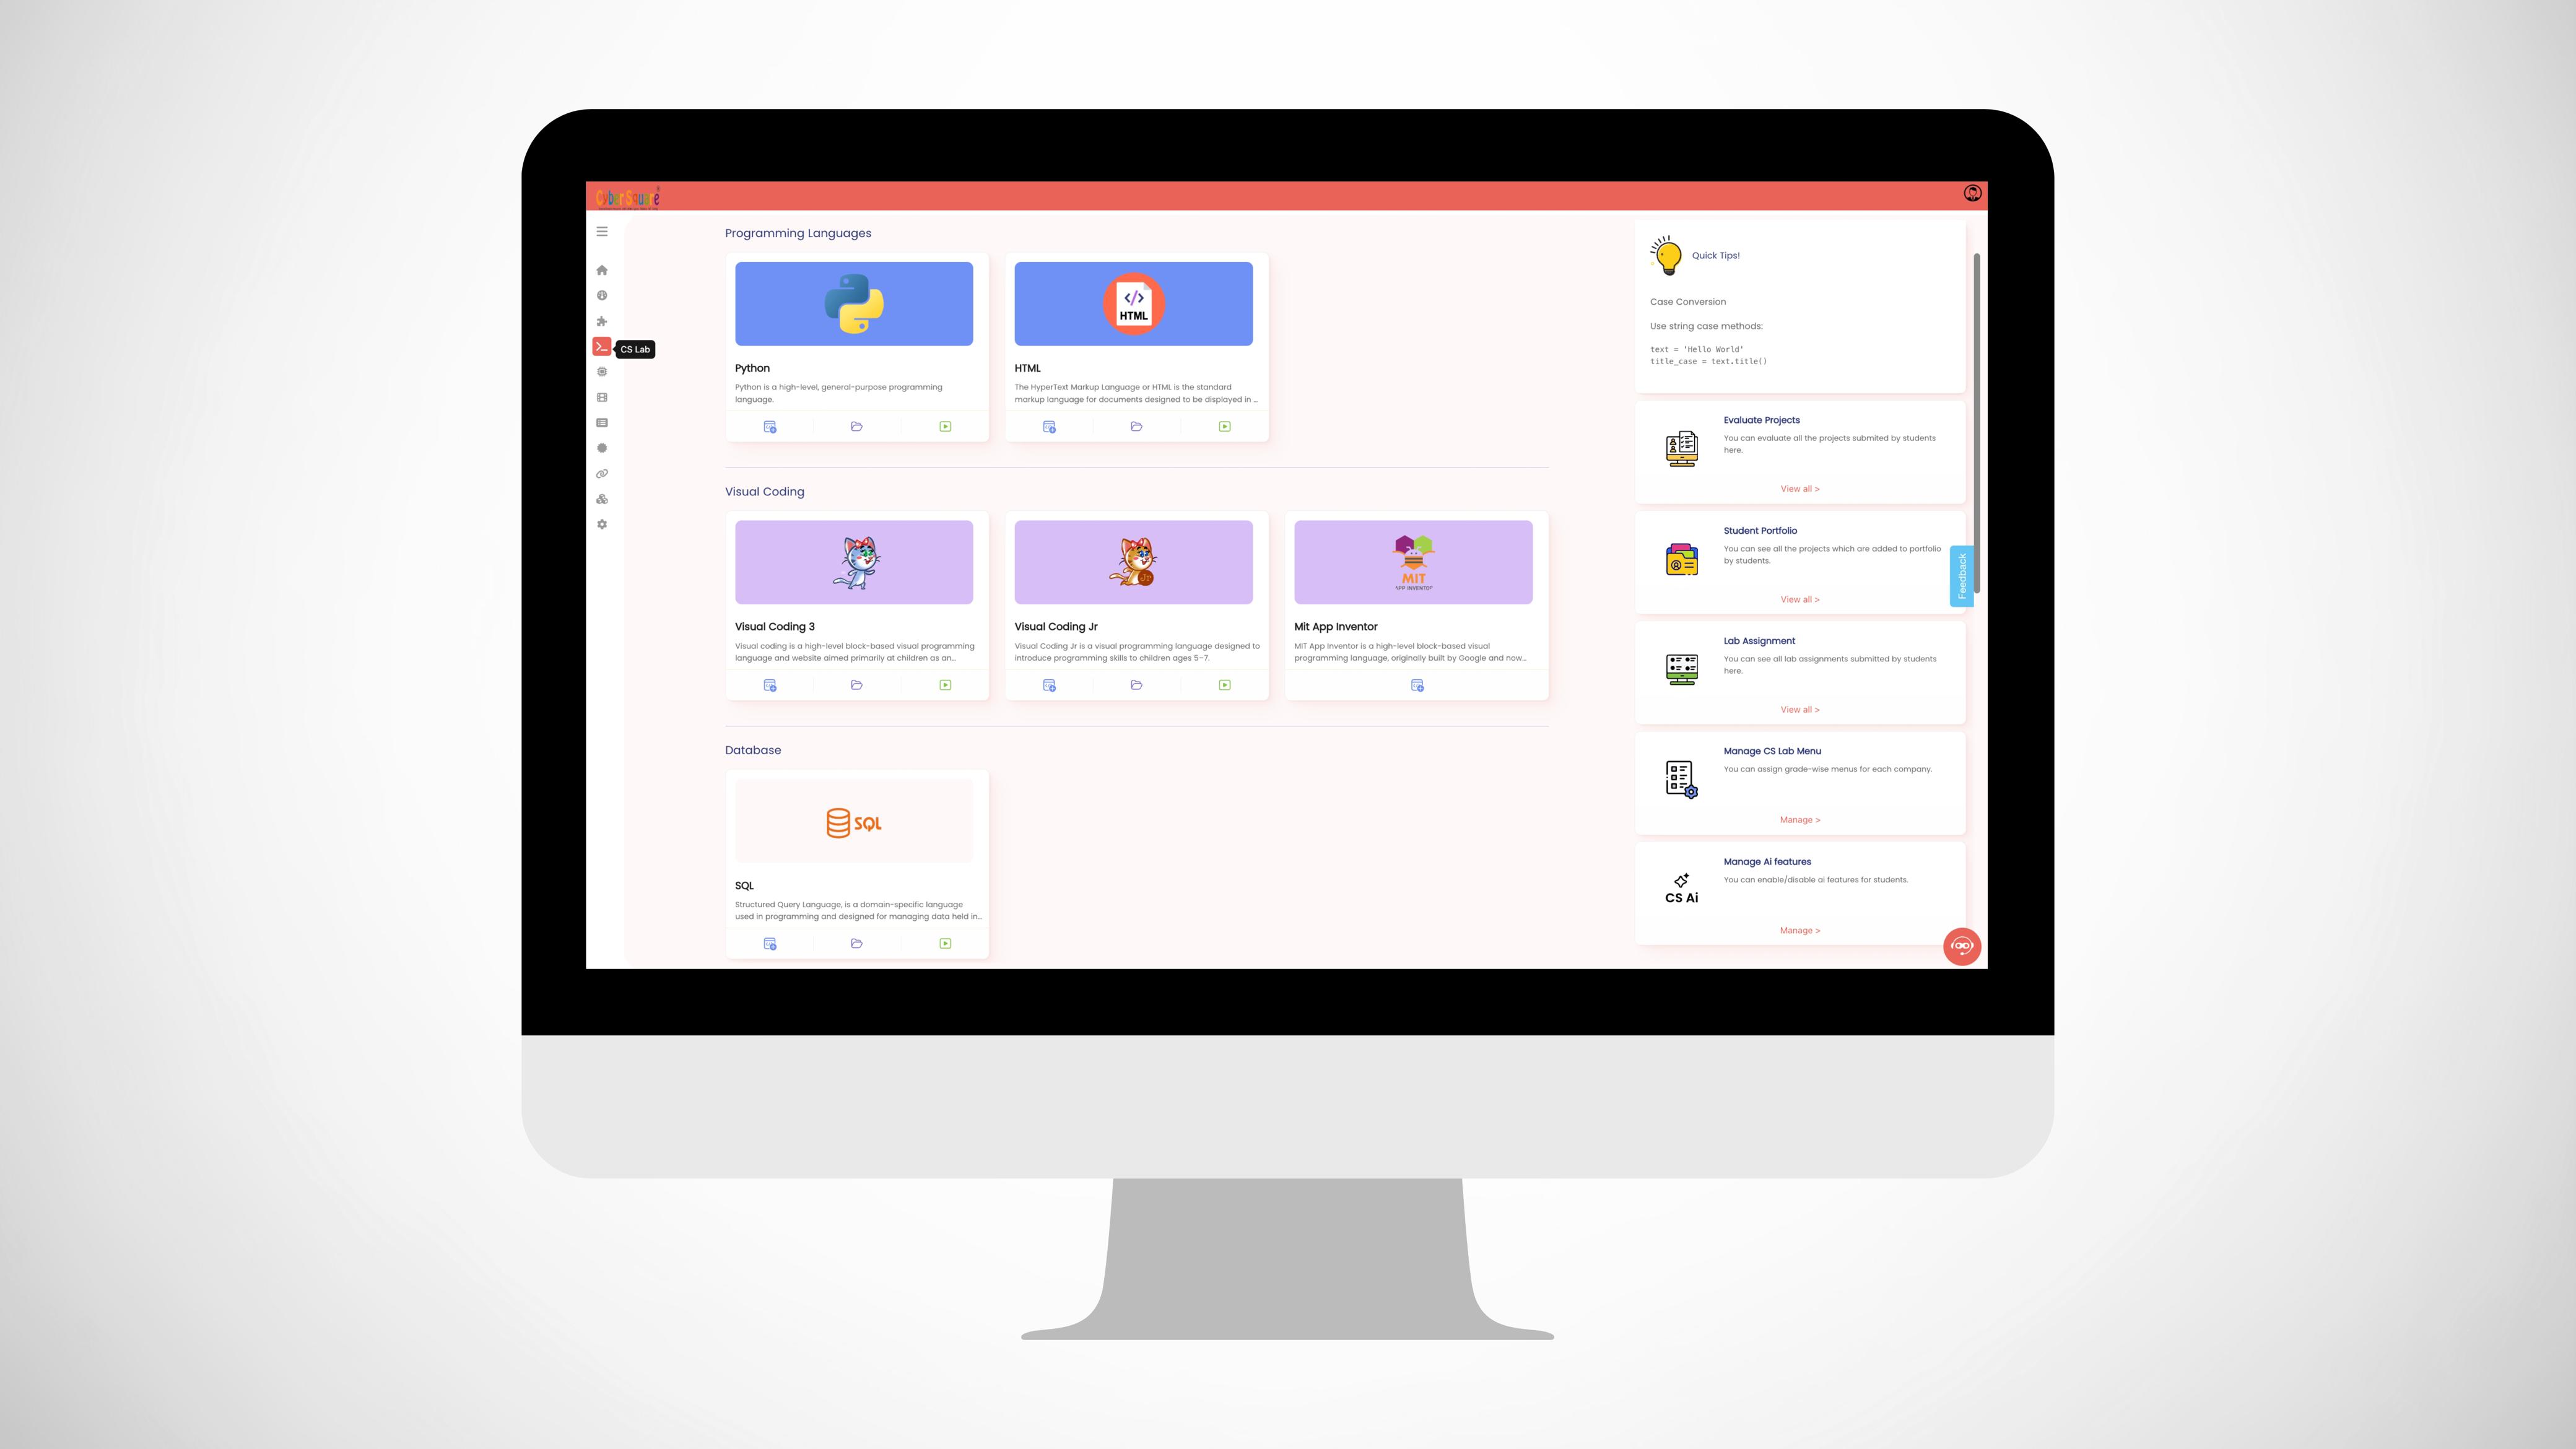 CyberSquare
CS Lab
Programming Languages
HTML
Python
Python is a high-level, general-purpose programming
language.
HTML
The HyperText Markup Language or HTML is the standard
markup language for documents designed to be displayed in ...
Visual Coding
Jr
MIT
APP INVENTOR
Visual Coding 3
Visual coding is a high-level block-based visual programming
language and website aimed primarily at children as an...
Visual Coding Jr
Visual Coding Jr is a visual programming language designed to
introduce programming skills to children ages 5-7.
Mit App Inventor
MIT App Inventor is a high-level block-based visual
programming language, originally built by Google and now...
Database
SQL
SQL
Structured Query Language, is a domain-specific language
used in programming and designed for managing data held in...
Quick Tips!
Case Conversion
Use string case methods:
text = 'Hello World'
title_case = text.title()
Evaluate Projects
You can evaluate all the projects submited by students
here.
View all >
Student Portfolio
You can see all the projects which are added to portfolio
by students.
View all >
Feedback
Lab Assignment
You can see all lab assignments submitted by students
here.
View all >
Manage CS Lab Menu
You can assign grade-wise menus for each company.
Manage >
CS Ai
Manage Ai features
You can enable/disable ai features for students.
Manage >